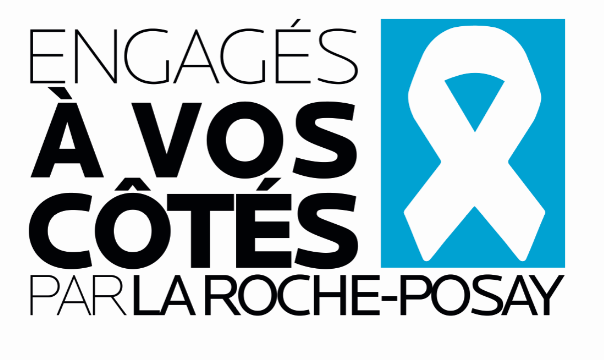 ENGAGÉS
À VOS
CÔTÉS
PAR LA ROCHE-POSAY